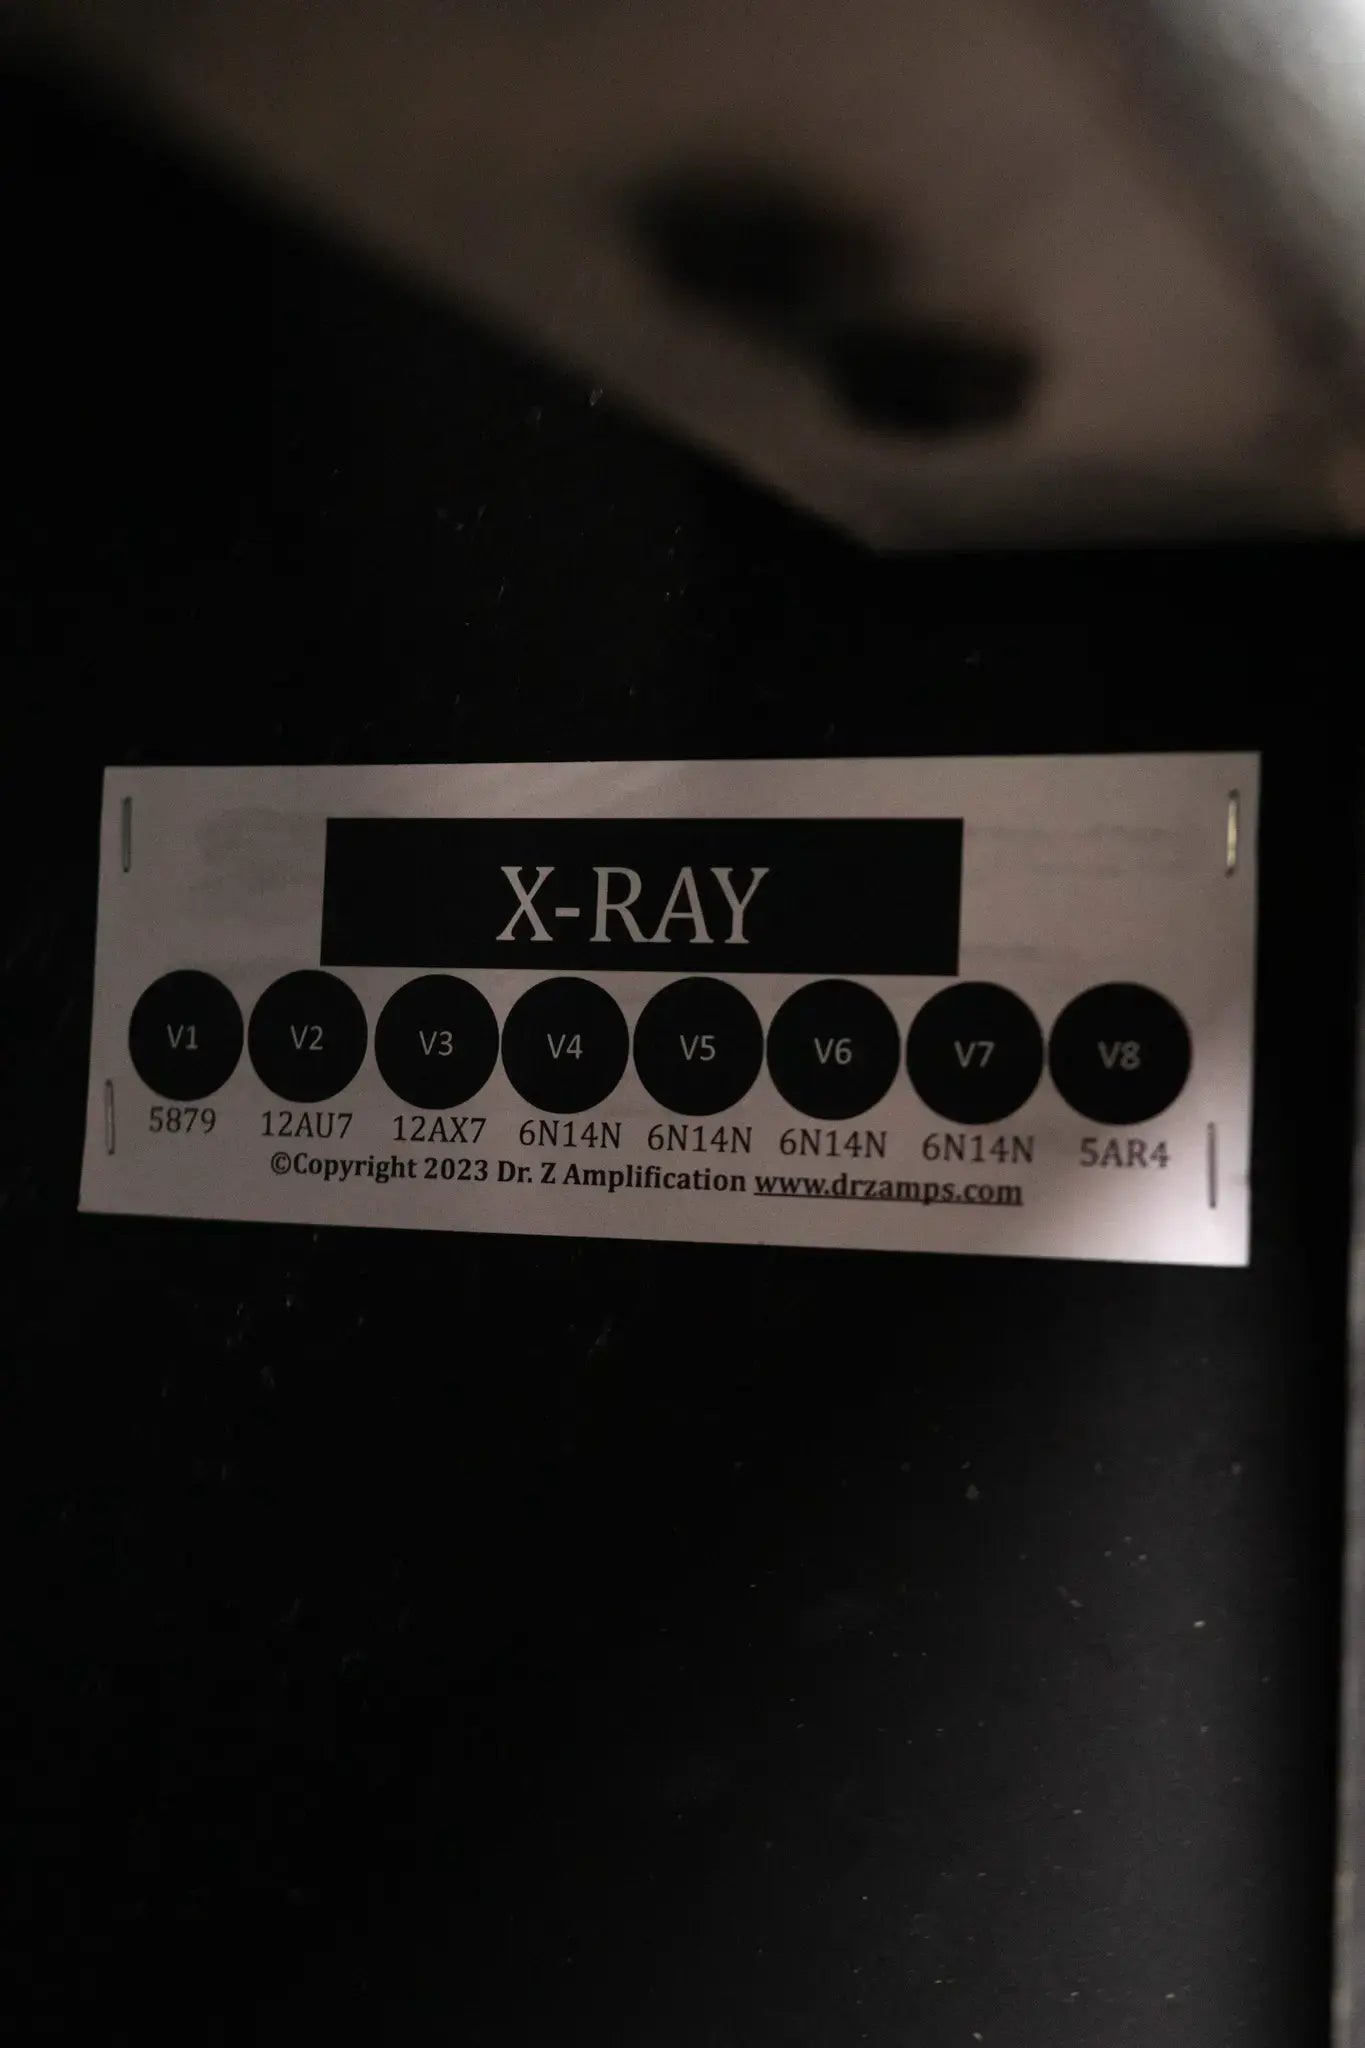 X-RAY
V1 V2 V3 V4 V5 V6 V7 V8
5879 12AU7 12AX7 6N14N 6N14N 6N14N 6N14N 5AR4
©Copyright 2023 Dr. Z Amplification www.drzamps.com